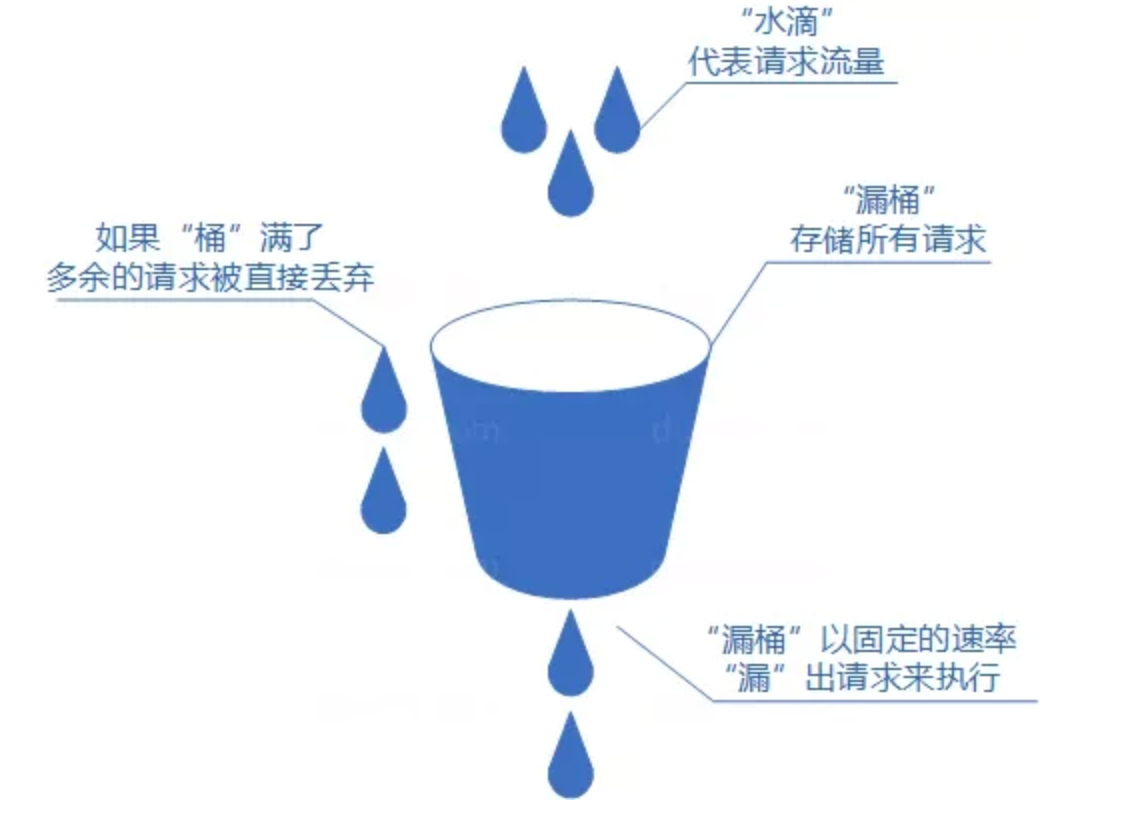 “水滴”
代表请求流量
“漏桶”
存储所有请求
如果“桶”满了
多余的请求被直接丢弃
“漏桶”以固定的速率
“漏”出请求来执行